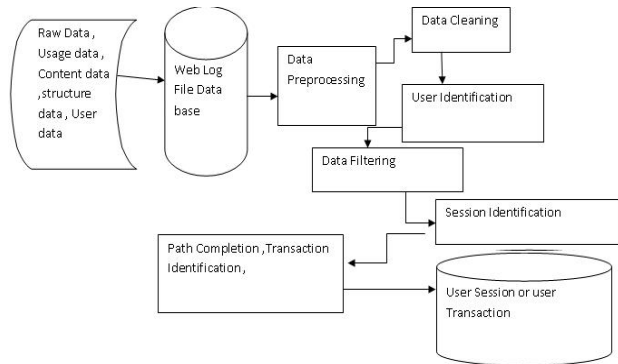 Raw Data ,
Usage data ,
Content data
,structure
data , User
data
Web Log
File Data
base
Data
Preprocessing
Data Cleaning
User Identification
Data Filtering
Session Identification
Path Completion ,Transaction
Identification ,
User Session or user
Transaction